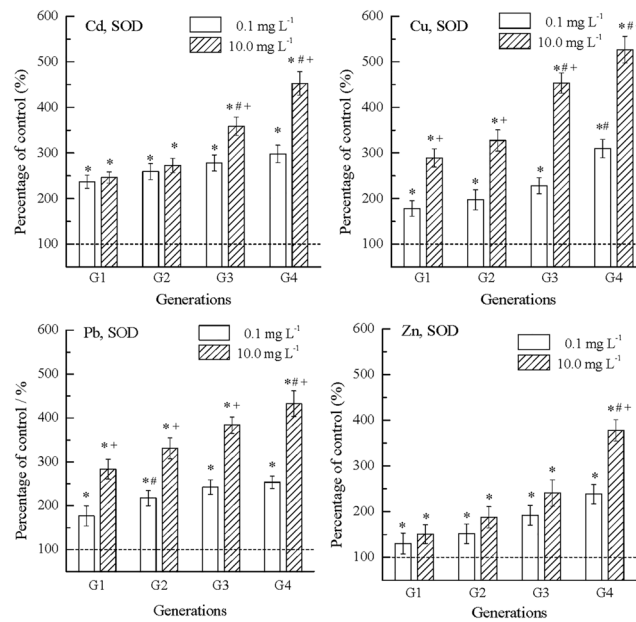 Cd, SOD
0.1 mg L⁻¹
10.0 mg L⁻¹
Percentage of control (%)
600
500
400
300
200
100
* * * * * *#+ * *#+
G1 G2 G3 G4
Generations
Cu, SOD
0.1 mg L⁻¹
10.0 mg L⁻¹
Percentage of control (%)
600
500
400
300
200
100
* *+ * *+ * *#+ *# *#
G1 G2 G3 G4
Generations
Pb, SOD
0.1 mg L⁻¹
10.0 mg L⁻¹
Percentage of control / %
600
400
300
200
100
* *+ *# *+ * *+ * *#+
G1 G2 G3 G4
Generations
Zn, SOD
0.1 mg L⁻¹
10.0 mg L⁻¹
Percentage of control (%)
600
500
400
300
200
100
* * * * * * * *#+
G1 G2 G3 G4
Generations